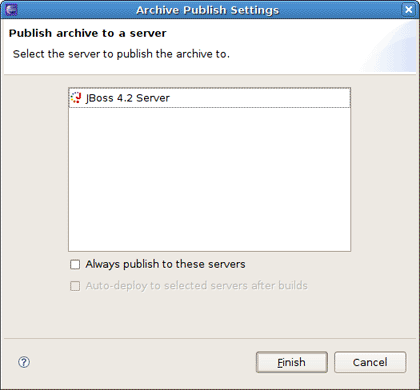 Archive Publish Settings
Publish archive to a server
Select the server to publish the archive to.
JBoss 4.2 Server
Always publish to these servers
Auto-deploy to selected servers after builds
?
Finish
Cancel